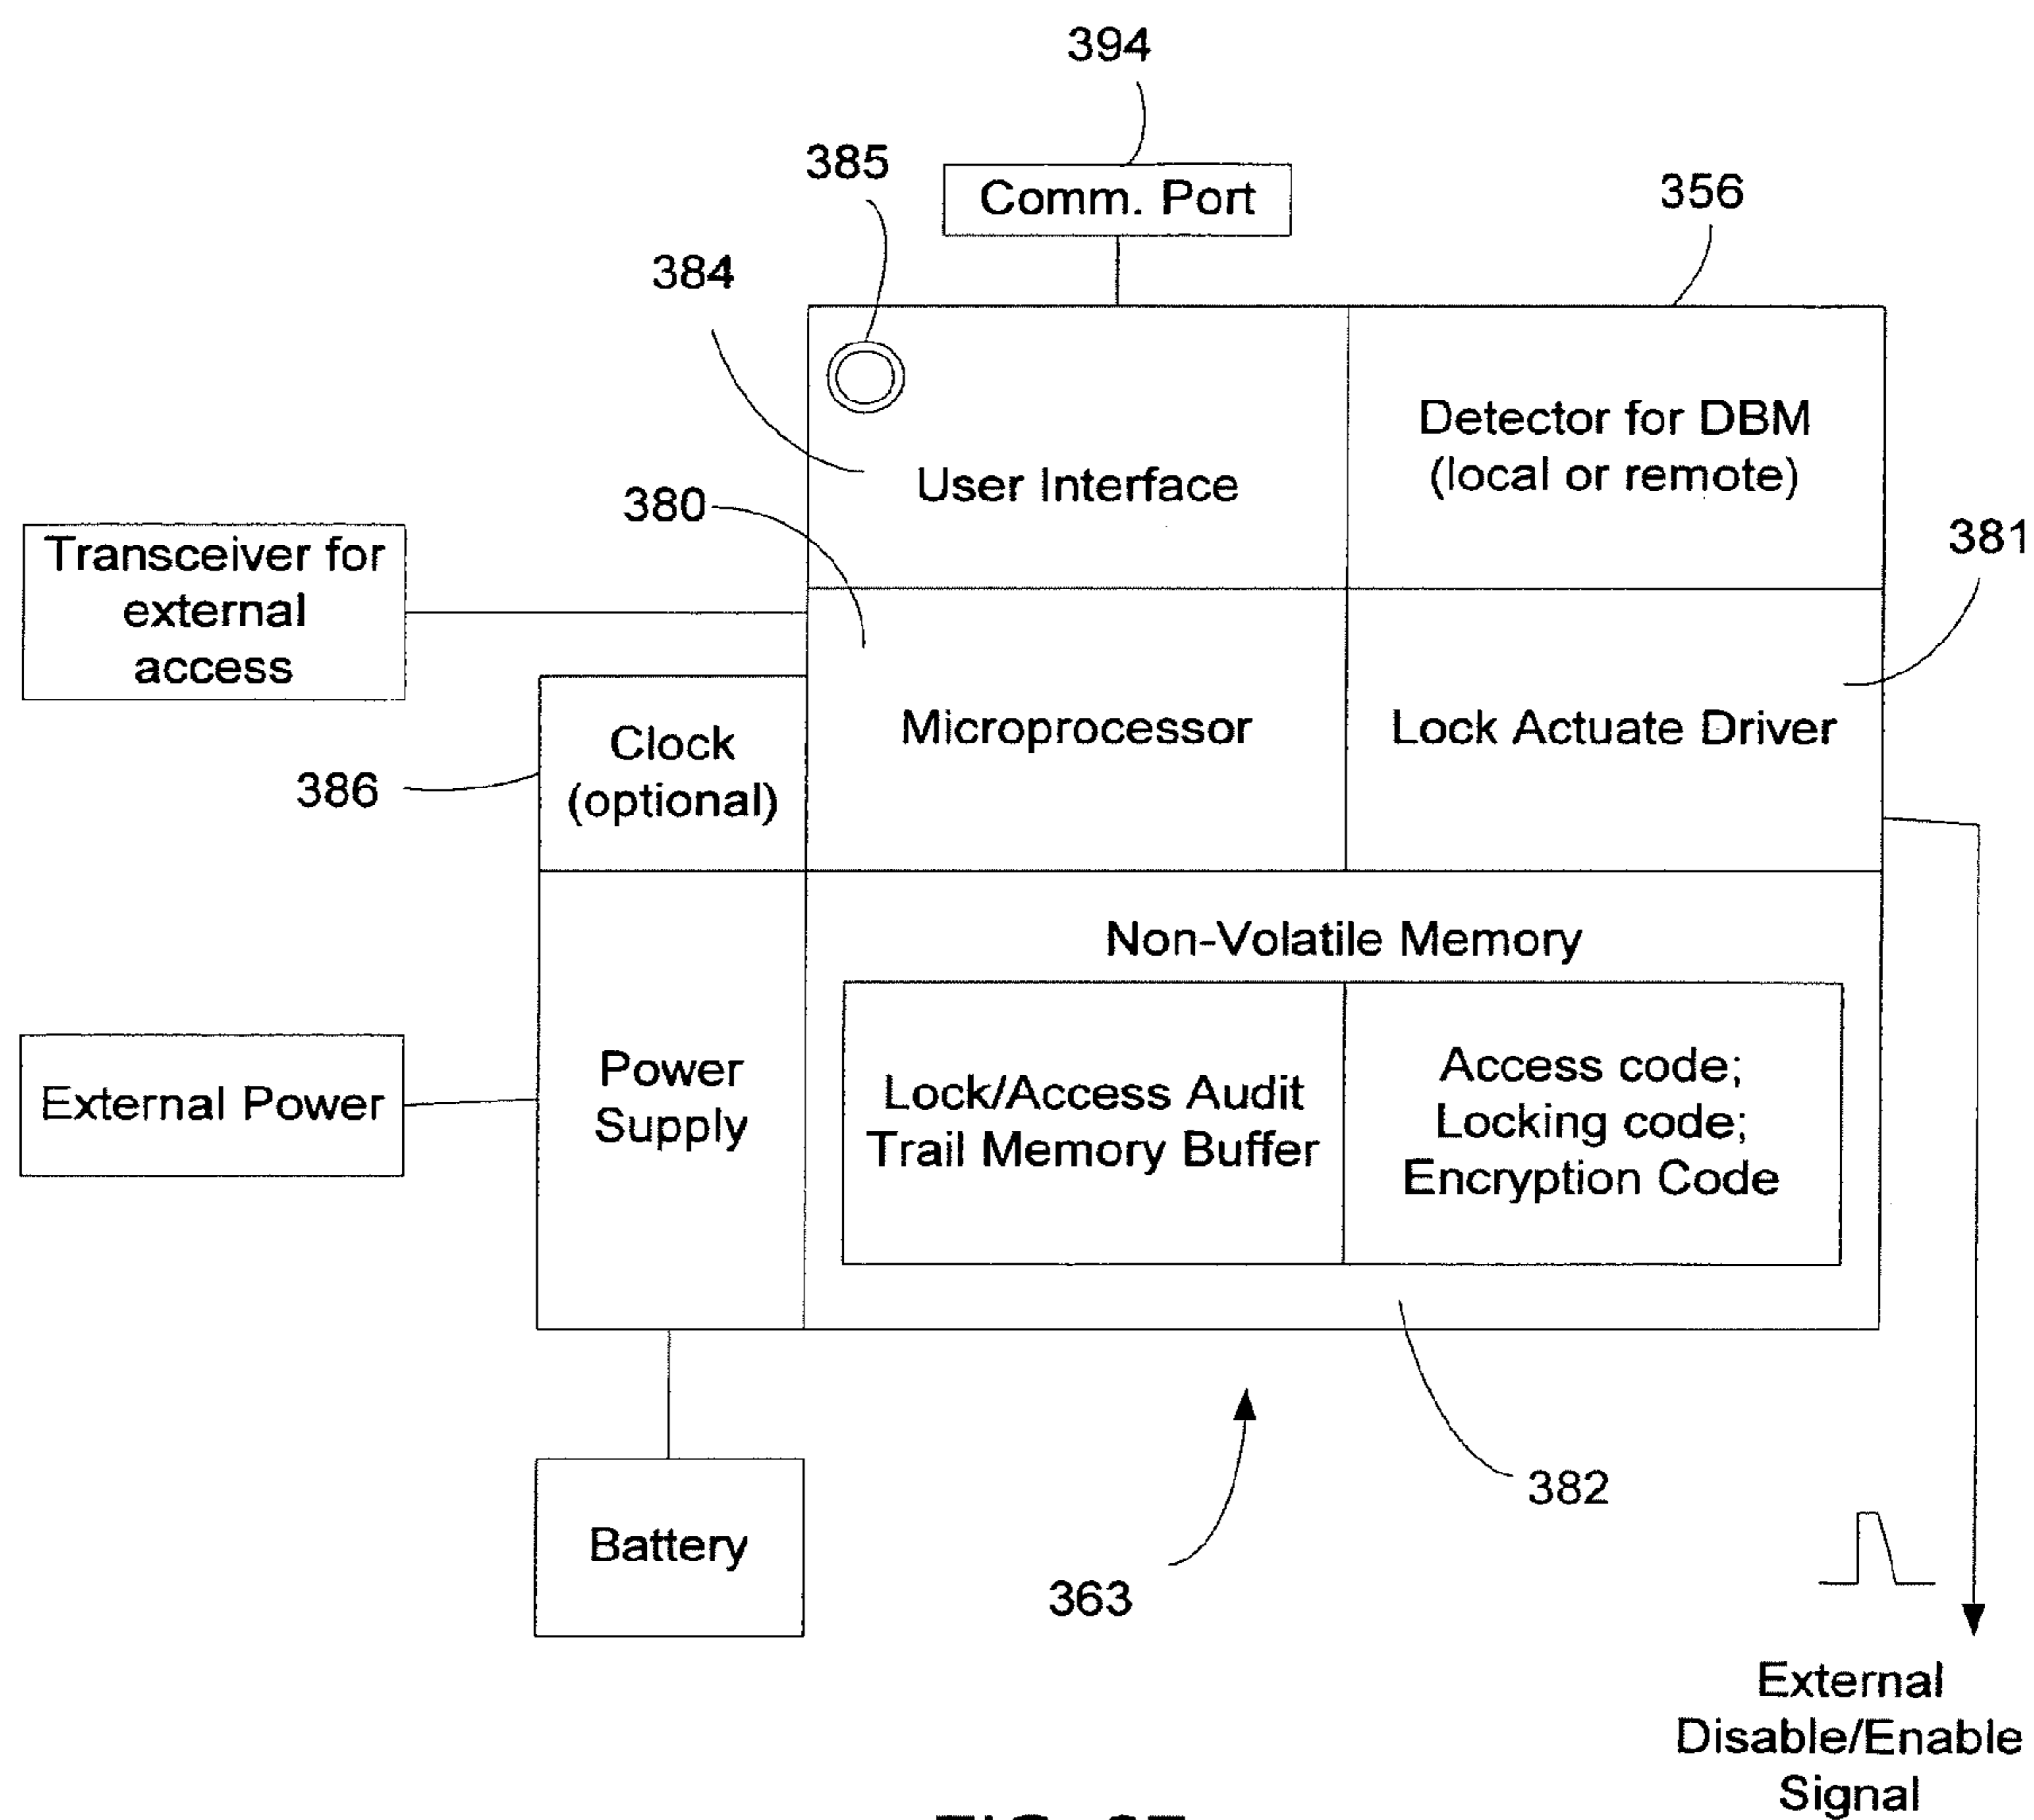 394
385
Comm. Port
356
384
User Interface
Detector for DBM
(local or remote)
380
381
Transceiver for
external
access
Clock
(optional)
386
Microprocessor
Lock Actuate Driver
Non-Volatile Memory
External Power
Power
Supply
Lock/Access Audit
Trail Memory Buffer
Access code;
Locking code;
Encryption Code
382
Battery
363
External
Disable/Enable
Signal